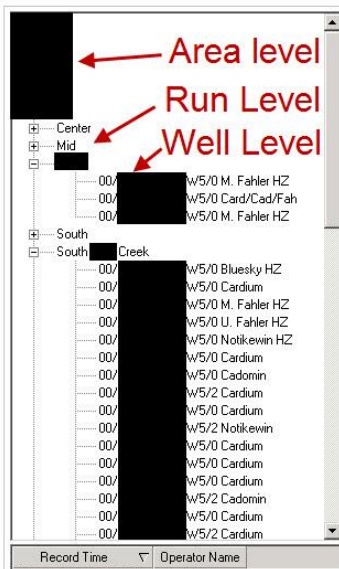 Area level
Run Level
Center
Mid
Well Level
00/ W5/0 M. Fahler HZ
00/ W5/0 Card/Cad/Fah
00/ W5/0 M. Fahler HZ
South
South Creek
00/ W5/0 Bluesky HZ
00/ W5/0 Cardium
00/ W5/0 M. Fahler HZ
00/ W5/0 U. Fahler HZ
00/ W5/0 Notikewin HZ
00/ W5/0 Cardium
00/ W5/0 Cadomin
00/ W5/2 Cardium
00/ W5/0 Cardium
00/ W5/2 Notikewin
00/ W5/0 Cardium
00/ W5/0 Cardium
00/ W5/0 Cardium
00/ W5/2 Cadomin
00/ W5/0 Cardium
00/ W5/2 Cardium
Record Time Operator Name